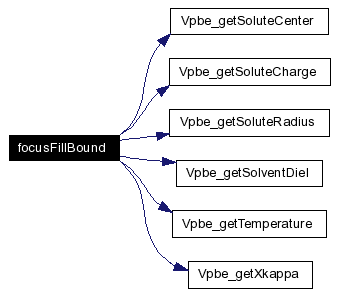 Vpbe_getSoluteCenter
Vpbe_getSoluteCharge
focusFillBound
Vpbe_getSoluteRadius
Vpbe_getSolventDiel
Vpbe_getTemperature
Vpbe_getXkappa